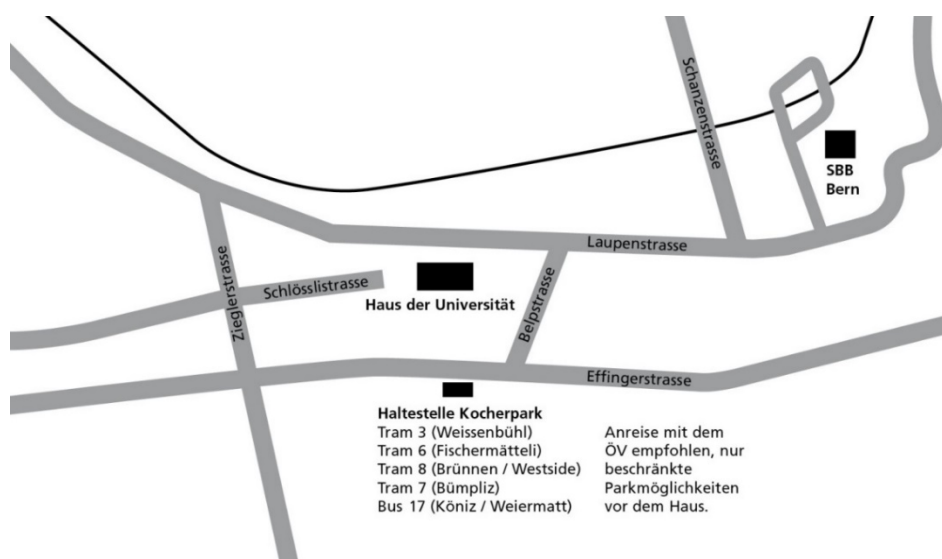 Schanzenstrasse
SBB
Bern
Laupenstrasse
Zieglerstrasse
Schlösslistrasse
Haus der Universität
Belpstrasse
Effingerstrasse
Haltestelle Kocherpark
Tram 3 (Weissenbühl)
Tram 6 (Fischermätteli)
Tram 8 (Brünnen / Westside)
Tram 7 (Bümpliz)
Bus 17 (Köniz / Weiermatt)
Anreise mit dem
ÖV empfohlen, nur
beschränkte
Parkmöglichkeiten
vor dem Haus.